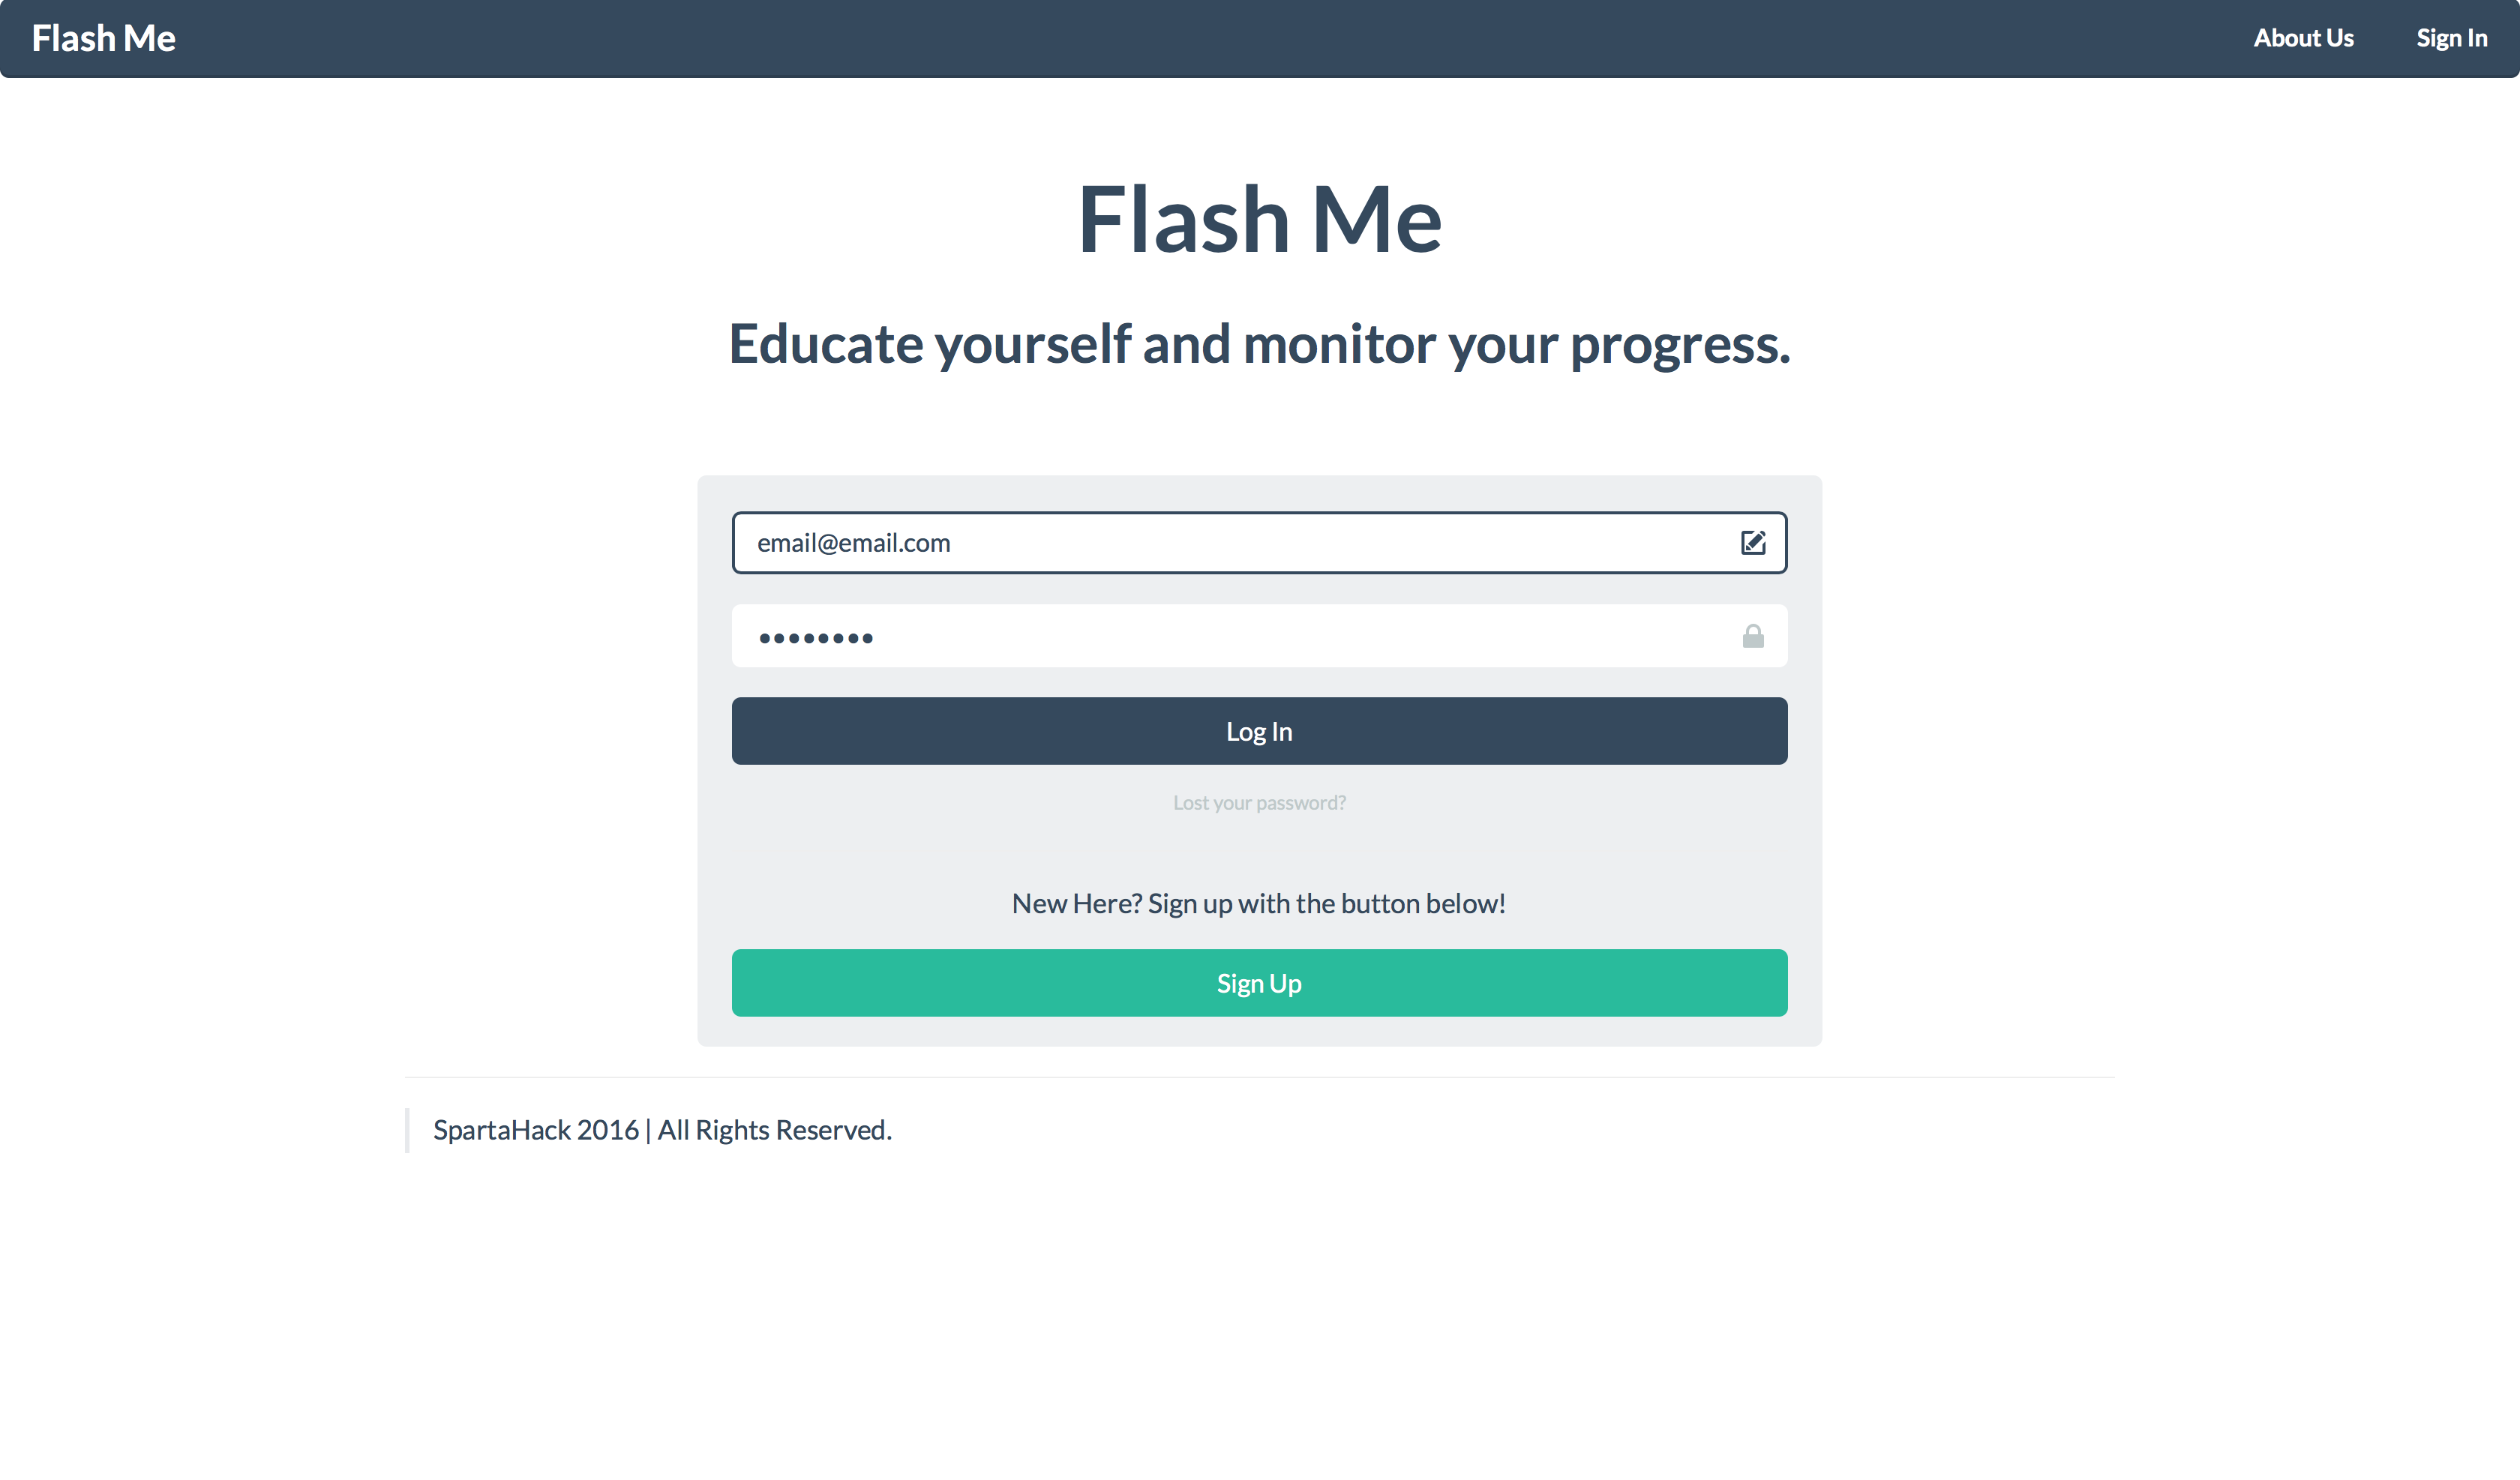 Flash Me
About Us
Sign In
Flash Me
Educate yourself and monitor your progress.
email@email.com
••••••••
Log In
Lost your password?
New Here? Sign up with the button below!
Sign Up
SpartaHack 2016 | All Rights Reserved.